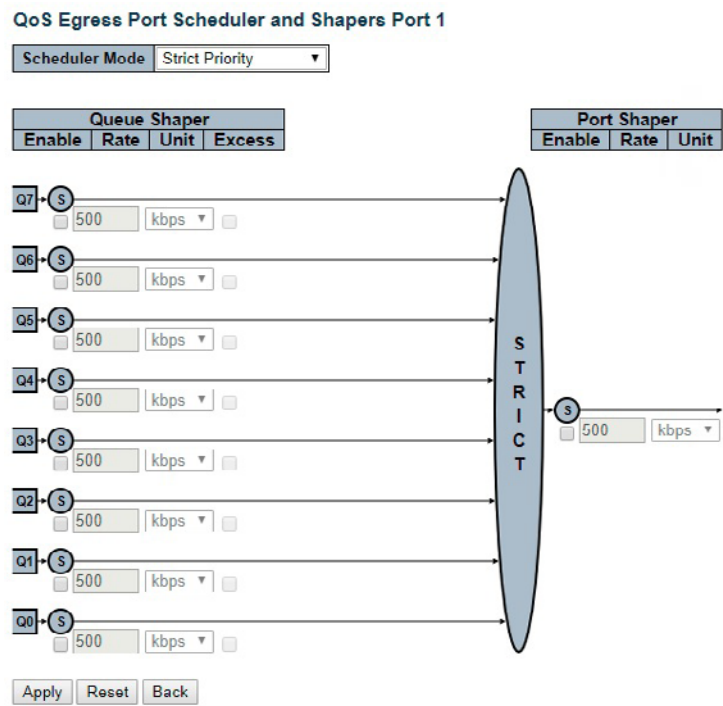 QoS Egress Port Scheduler and Shapers Port 1
Scheduler Mode Strict Priority
Queue Shaper Port Shaper
Enable Rate Unit Excess Enable Rate Unit
Q7 S
500 kbps
Q6 S
500 kbps
Q5 S
500 kbps
Q4 S
500 kbps
Q3 S
500 kbps
Q2 S
500 kbps
Q1 S
500 kbps
Q0 S
500 kbps
S
T
R
I
C
T
S
500 kbps
Apply Reset Back